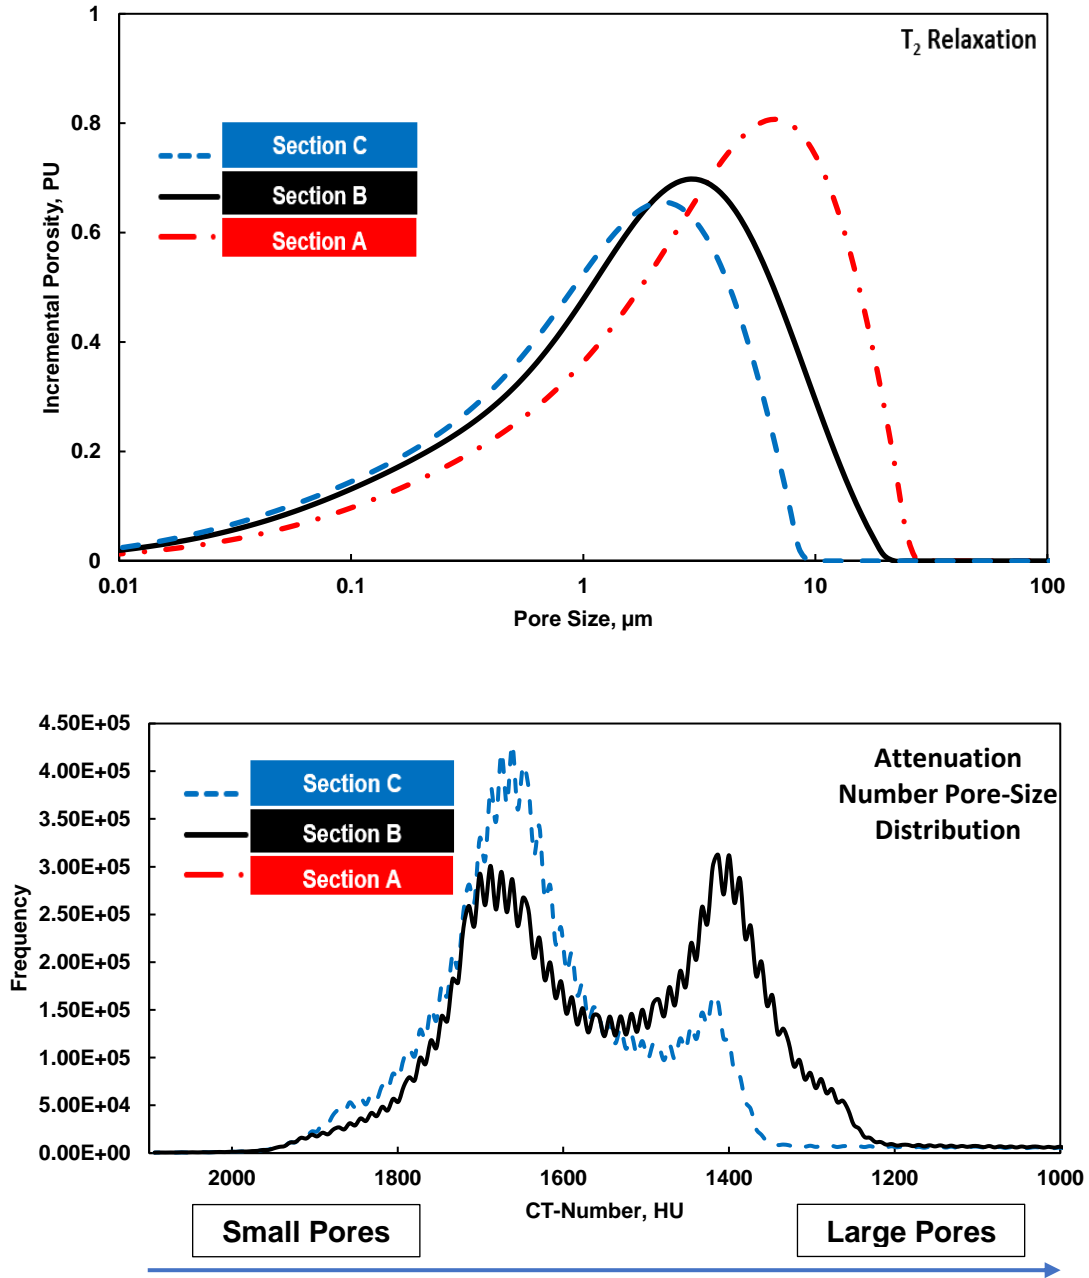 1
T2 Relaxation
0.8
Section C
Section B
Section A
0.6
Incremental Porosity, PU
0.4
0.2
0
0.01
0.1
1
10
100
Pore Size, µm
4.50E+05
4.00E+05
3.50E+05
3.00E+05
2.50E+05
2.00E+05
1.50E+05
1.00E+05
5.00E+04
0.00E+00
Frequency
Section C
Section B
Section A
Attenuation
Number Pore-Size
Distribution
2000
1800
1600
1400
1200
1000
CT-Number, HU
Small Pores
Large Pores